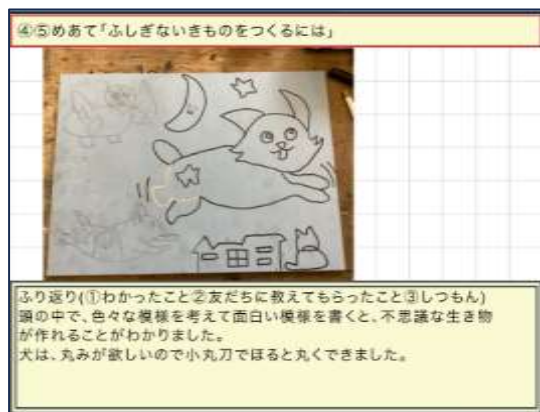 ④⑤めあて「ふしぎないきものをつくるには」
ふり返り(①わかったこと②友だちに教えてもらったこと③しつもん)
頭の中で、色々な模様を考えて面白い模様を書くと、不思議な生き物
が作れることがわかりました。
犬は、丸みが欲しいので小丸刀でほると丸くできました。